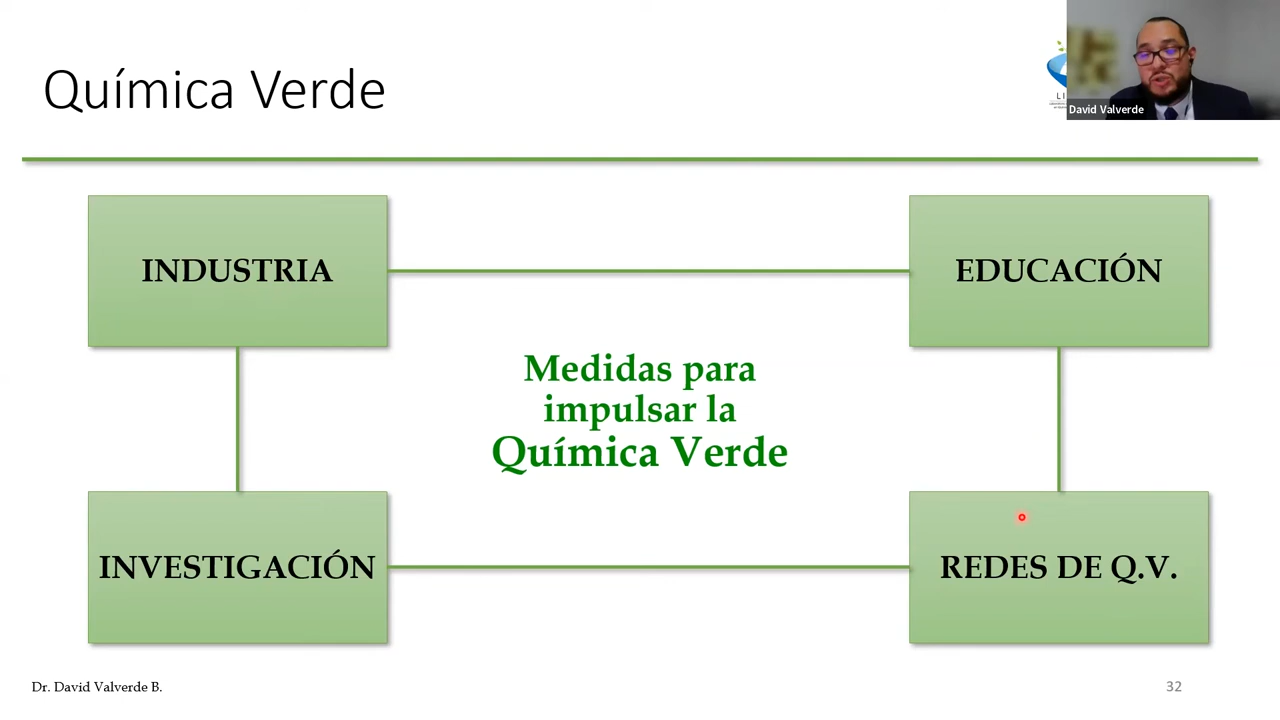 Química Verde
David Valverde
INDUSTRIA
EDUCACIÓN
Medidas para
impulsar la
Química Verde
INVESTIGACIÓN
REDES DE Q.V.
Dr. David Valverde B.
32